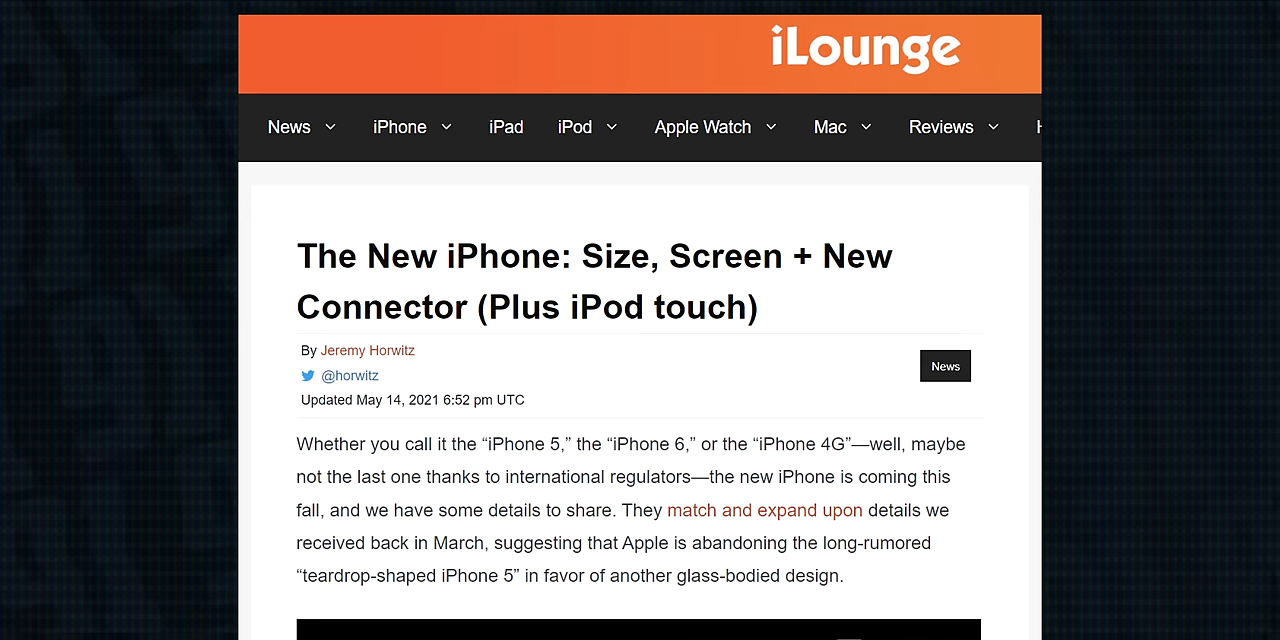 iLounge
News iPhone iPad iPod Apple Watch Mac Reviews
The New iPhone: Size, Screen + New
Connector (Plus iPod touch)
By Jeremy Horwitz
@horwitz
News
Updated May 14, 2021 6:52 pm UTC
Whether you call it the “iPhone 5,” the “iPhone 6,” or the “iPhone 4G”—well, maybe
not the last one thanks to international regulators—the new iPhone is coming this
fall, and we have some details to share. They match and expand upon details we
received back in March, suggesting that Apple is abandoning the long-rumored
“teardrop-shaped iPhone 5” in favor of another glass-bodied design.